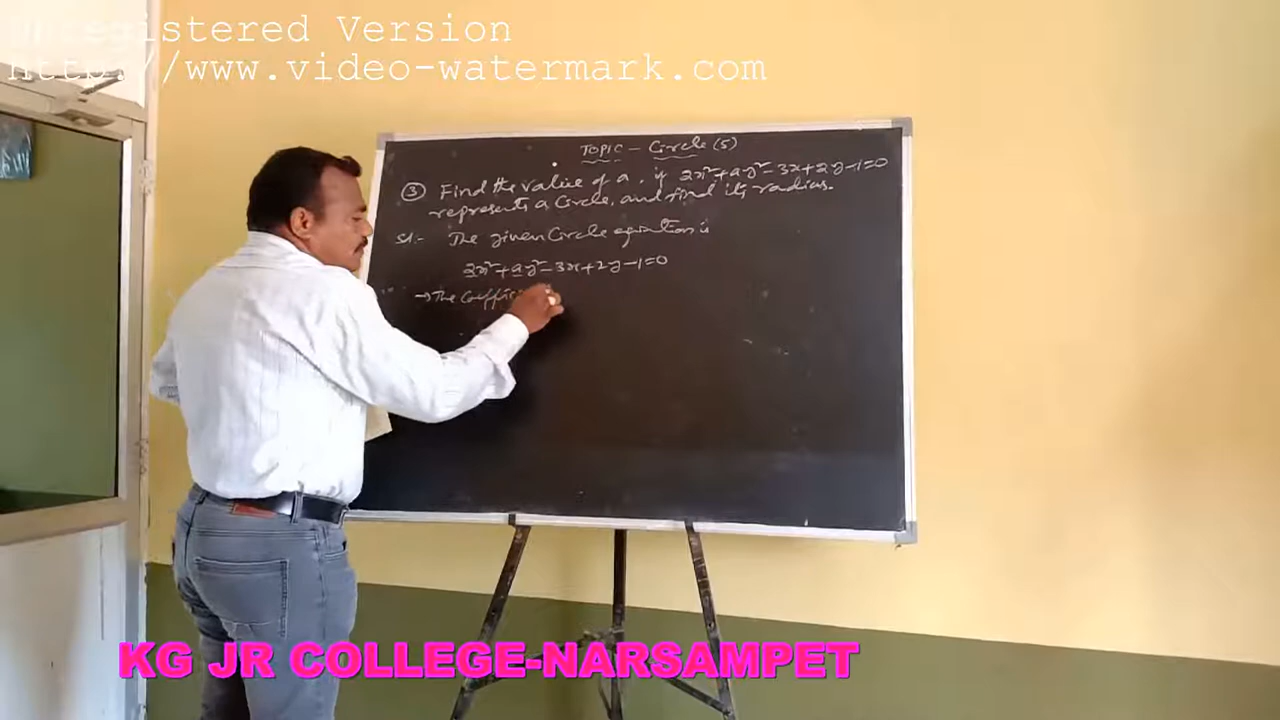 Unregistered Version
http://www.video-watermark.com
TOPIC - Circle (5)
③ Find the value of a, if 2x²+ay²-3x+2y-1=0
represents a Circle, and find its radius.
Sol:- The given Circle equation is
2x²+ay²-3x+2y-1=0
→The Coeffici
KG JR COLLEGE-NARSAMPET